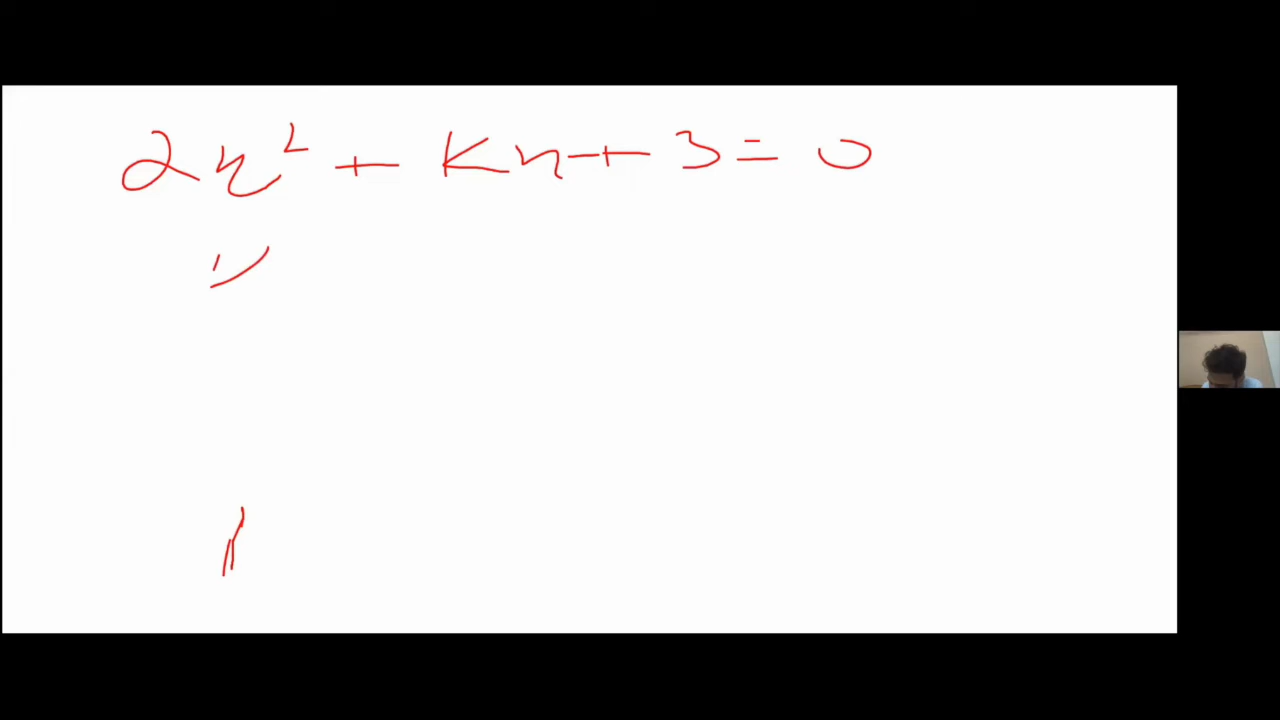 2x² + Kx + 3 = 0